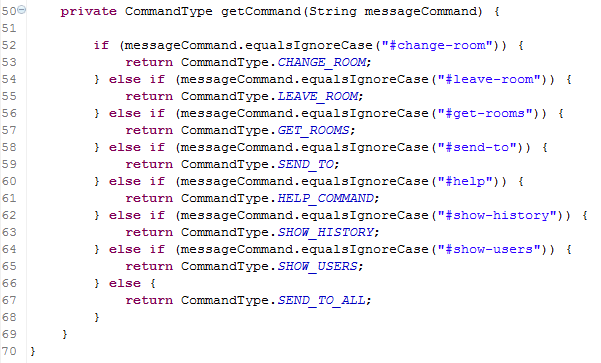 50 private CommandType getCommand(String messageCommand) {
51
52 if (messageCommand.equalsIgnoreCase("#change-room")) {
53 return CommandType.CHANGE_ROOM;
54 } else if (messageCommand.equalsIgnoreCase("#leave-room")) {
55 return CommandType.LEAVE_ROOM;
56 } else if (messageCommand.equalsIgnoreCase("#get-rooms")) {
57 return CommandType.GET_ROOMS;
58 } else if (messageCommand.equalsIgnoreCase("#send-to")) {
59 return CommandType.SEND_TO;
60 } else if (messageCommand.equalsIgnoreCase("#help")) {
61 return CommandType.HELP_COMMAND;
62 } else if (messageCommand.equalsIgnoreCase("#show-history")) {
63 return CommandType.SHOW_HISTORY;
64 } else if (messageCommand.equalsIgnoreCase("#show-users")) {
65 return CommandType.SHOW_USERS;
66 } else {
67 return CommandType.SEND_TO_ALL;
68 }
69 }
70 }